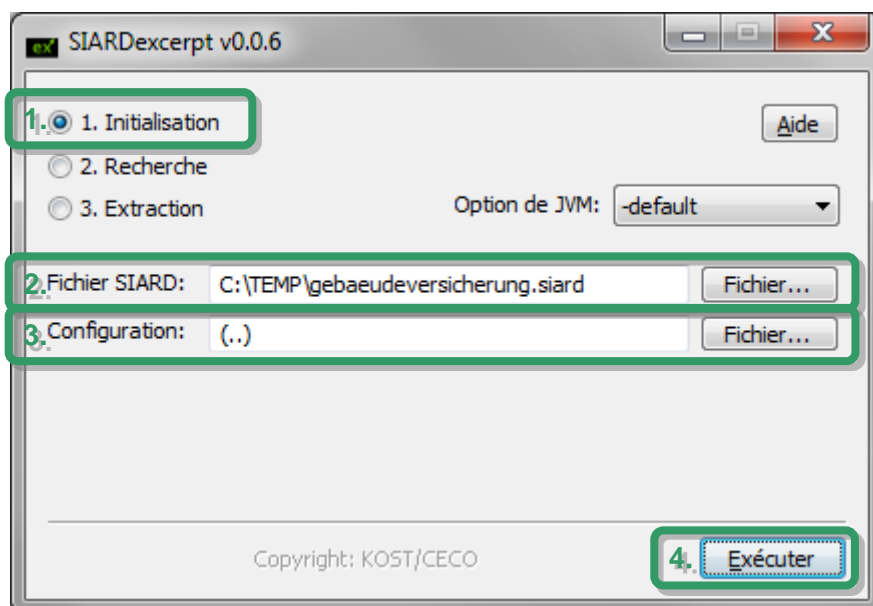 ex SIARDexcerpt v0.0.6
1. 1. Initialisation Aide
2. Recherche
3. Extraction Option de JVM: -default
2. Fichier SIARD: C:\TEMP\gebaeudeversicherung.siard Fichier...
3. Configuration: (..) Fichier...
Copyright: KOST/CECO 4. Exécuter